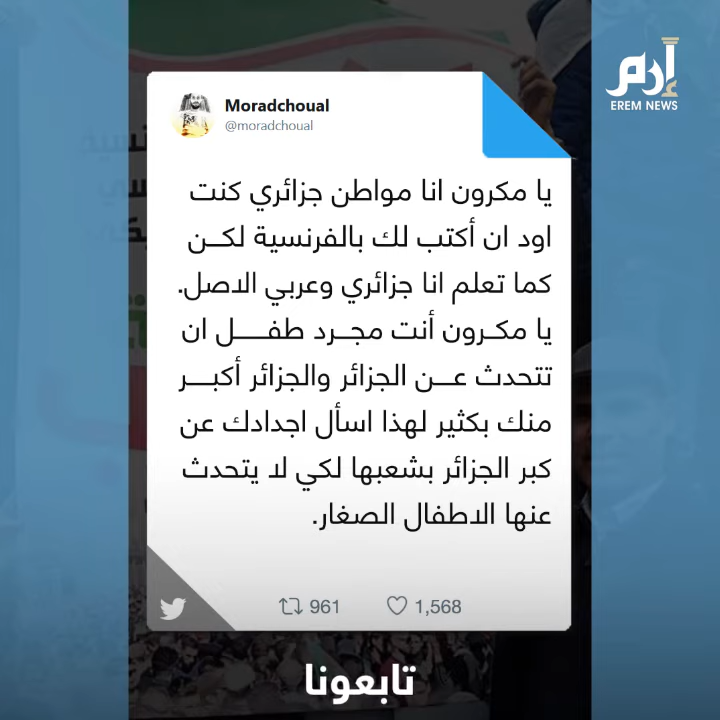 إرم
EREM NEWS
Moradchoual
@moradchoual
يا مكرون انا مواطن جزائري كنت
اود ان أكتب لك بالفرنسية لكـن
كما تعلم انا جزائري وعربي الاصل.
يا مكـرون أنت مجـرد طفـــل ان
تتحدث عــن الجزائر والجزائر أكبــر
منك بكثير لهذا اسأل اجدادك عن
كبر الجزائر بشعبها لكي لا يتحدث
عنها الاطفال الصغار.
961 1,568
تابعونا